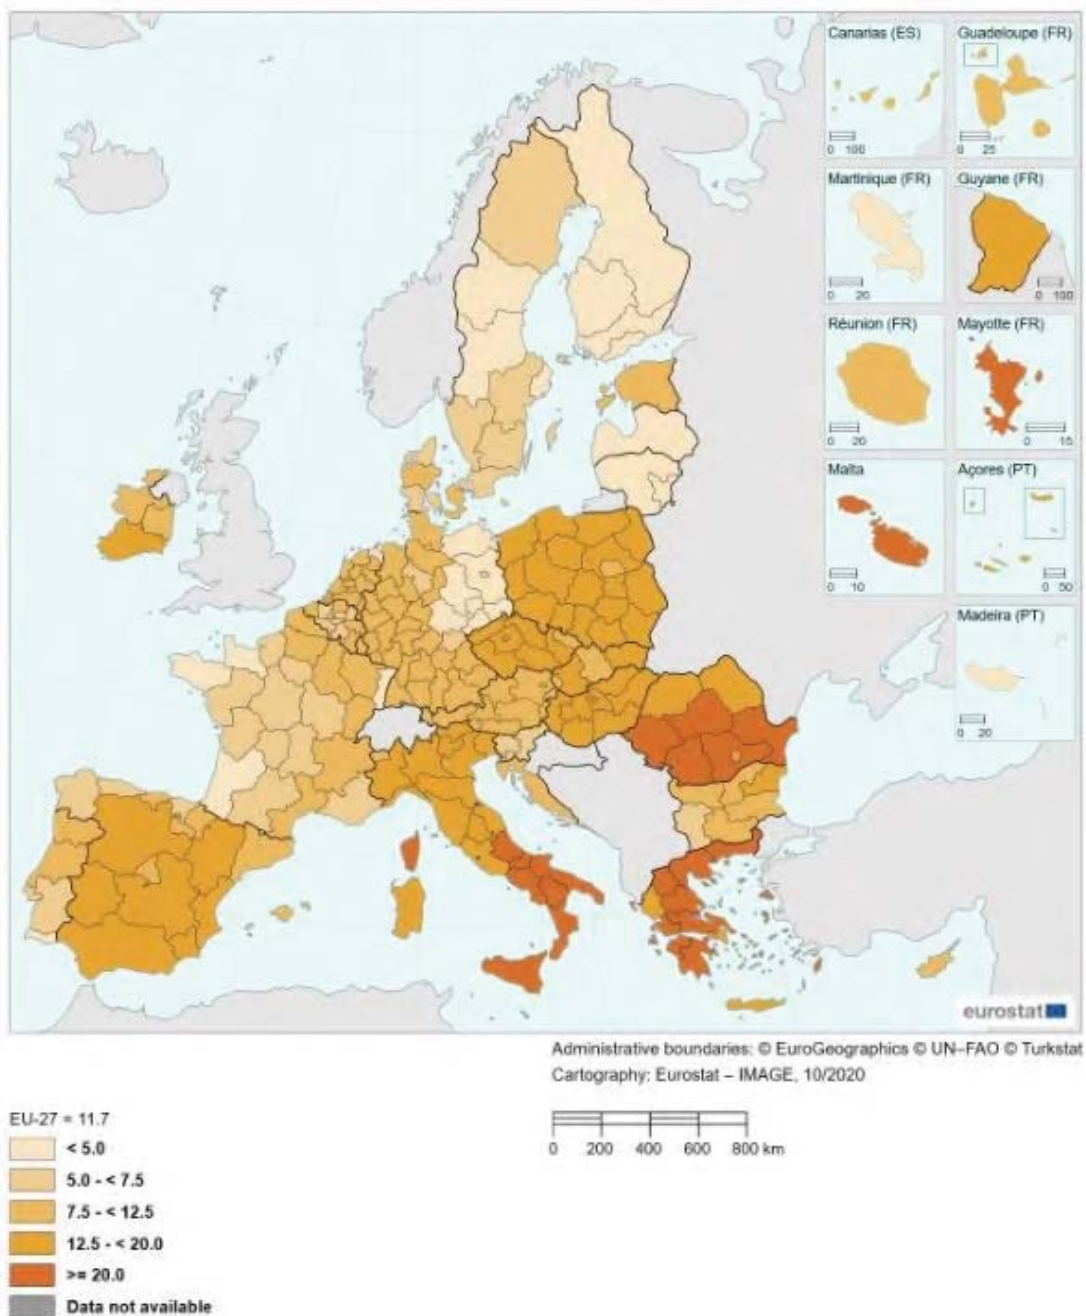 Canarias (ES)
0 100
Guadeloupe (FR)
0 25
Martinique (FR)
0 20
Guyane (FR)
0 100
Réunion (FR)
0 20
Mayotte (FR)
0 15
Malta
0 10
Açores (PT)
0 50
Madeira (PT)
0 20
eurostat
Administrative boundaries: © EuroGeographics © UN–FAO © Turkstat
Cartography: Eurostat – IMAGE, 10/2020
0 200 400 600 800 km
EU-27 = 11.7
< 5.0
5.0 - < 7.5
7.5 - < 12.5
12.5 - < 20.0
>= 20.0
Data not available